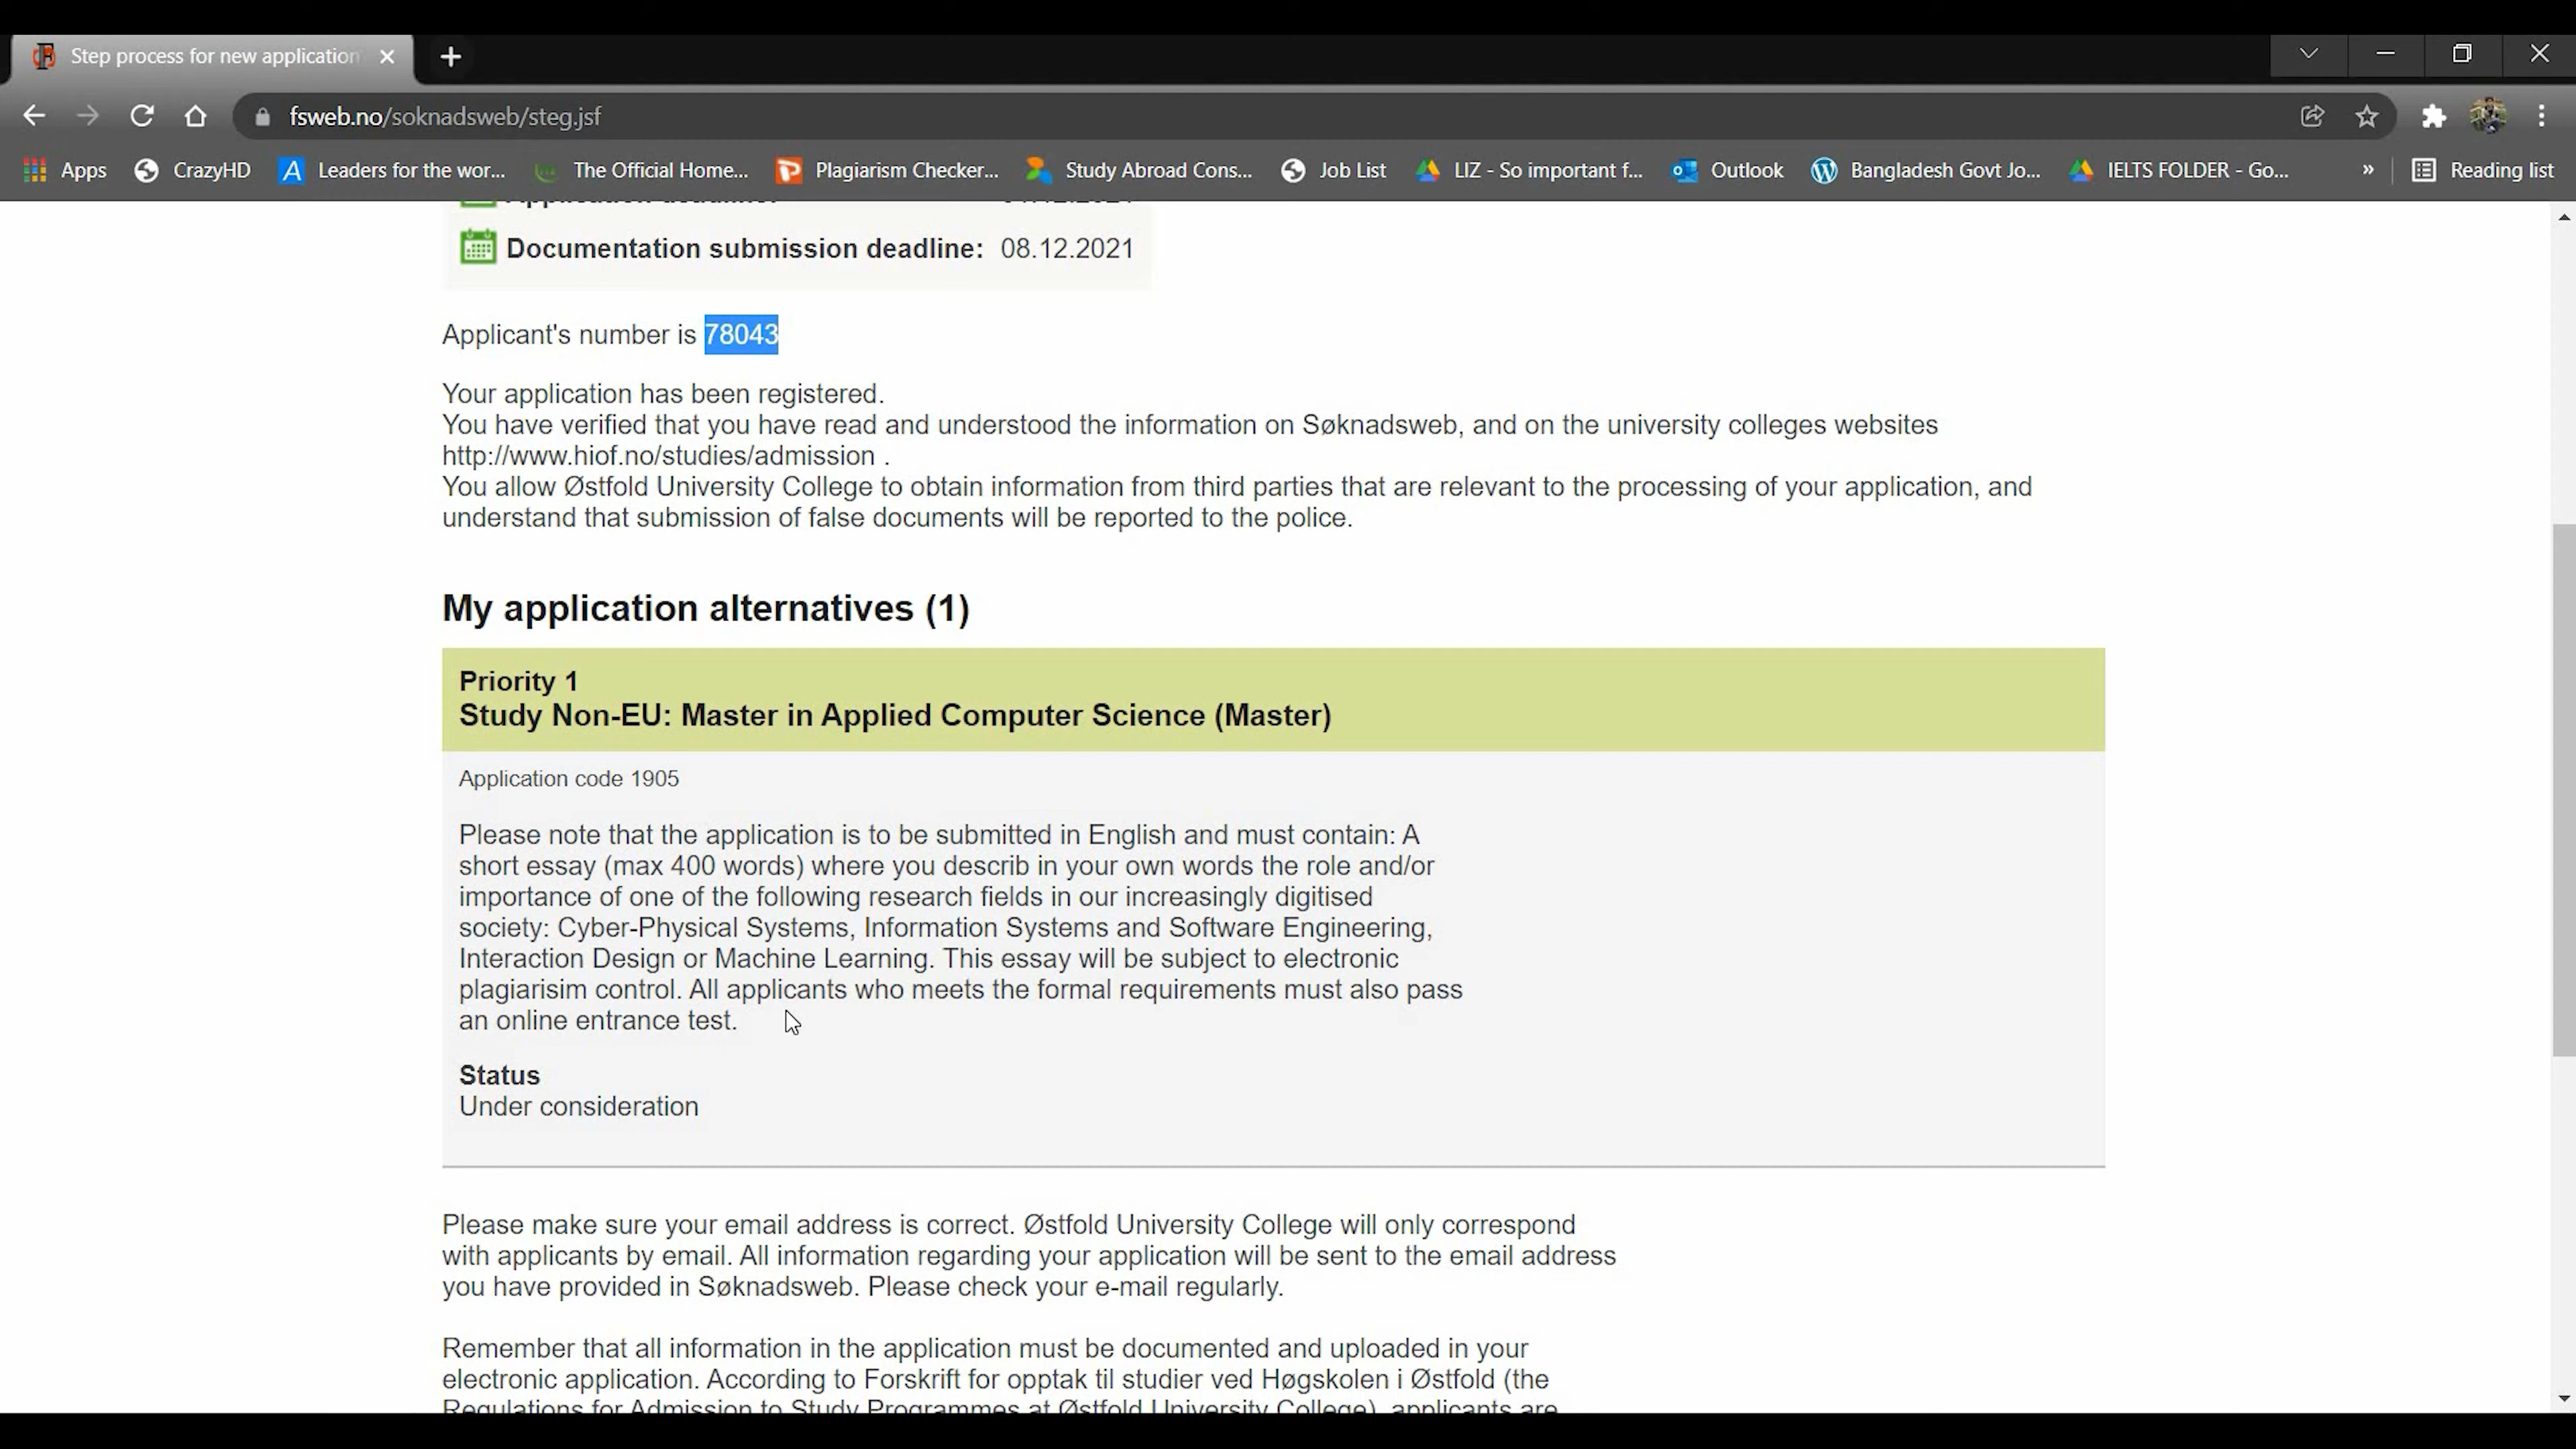 Step process for new application
fsweb.no/soknadsweb/steg.jsf
Apps CrazyHD Leaders for the wor... The Official Home... Plagiarism Checker... Study Abroad Cons... Job List LIZ - So important f... Outlook Bangladesh Govt Jo... IELTS FOLDER - Go... » Reading list
Application deadline:
Documentation submission deadline: 08.12.2021
Applicant's number is 78043
Your application has been registered.
You have verified that you have read and understood the information on Søknadsweb, and on the university colleges websites
http://www.hiof.no/studies/admission .
You allow Østfold University College to obtain information from third parties that are relevant to the processing of your application, and
understand that submission of false documents will be reported to the police.
My application alternatives (1)
Priority 1
Study Non-EU: Master in Applied Computer Science (Master)
Application code 1905
Please note that the application is to be submitted in English and must contain: A
short essay (max 400 words) where you describ in your own words the role and/or
importance of one of the following research fields in our increasingly digitised
society: Cyber-Physical Systems, Information Systems and Software Engineering,
Interaction Design or Machine Learning. This essay will be subject to electronic
plagiarisim control. All applicants who meets the formal requirements must also pass
an online entrance test.
Status
Under consideration
Please make sure your email address is correct. Østfold University College will only correspond
with applicants by email. All information regarding your application will be sent to the email address
you have provided in Søknadsweb. Please check your e-mail regularly.
Remember that all information in the application must be documented and uploaded in your
electronic application. According to Forskrift for opptak til studier ved Høgskolen i Østfold (the
Regulations for Admission to Study Programmes at Østfold University College), applicants are